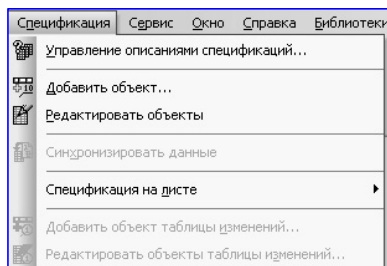 Спецификация Сервис Окно Справка Библиотеки
Управление описаниями спецификаций...
Добавить объект...
Редактировать объекты
Синхронизировать данные
Спецификация на листе
Добавить объект таблицы изменений...
Редактировать объекты таблицы изменений...